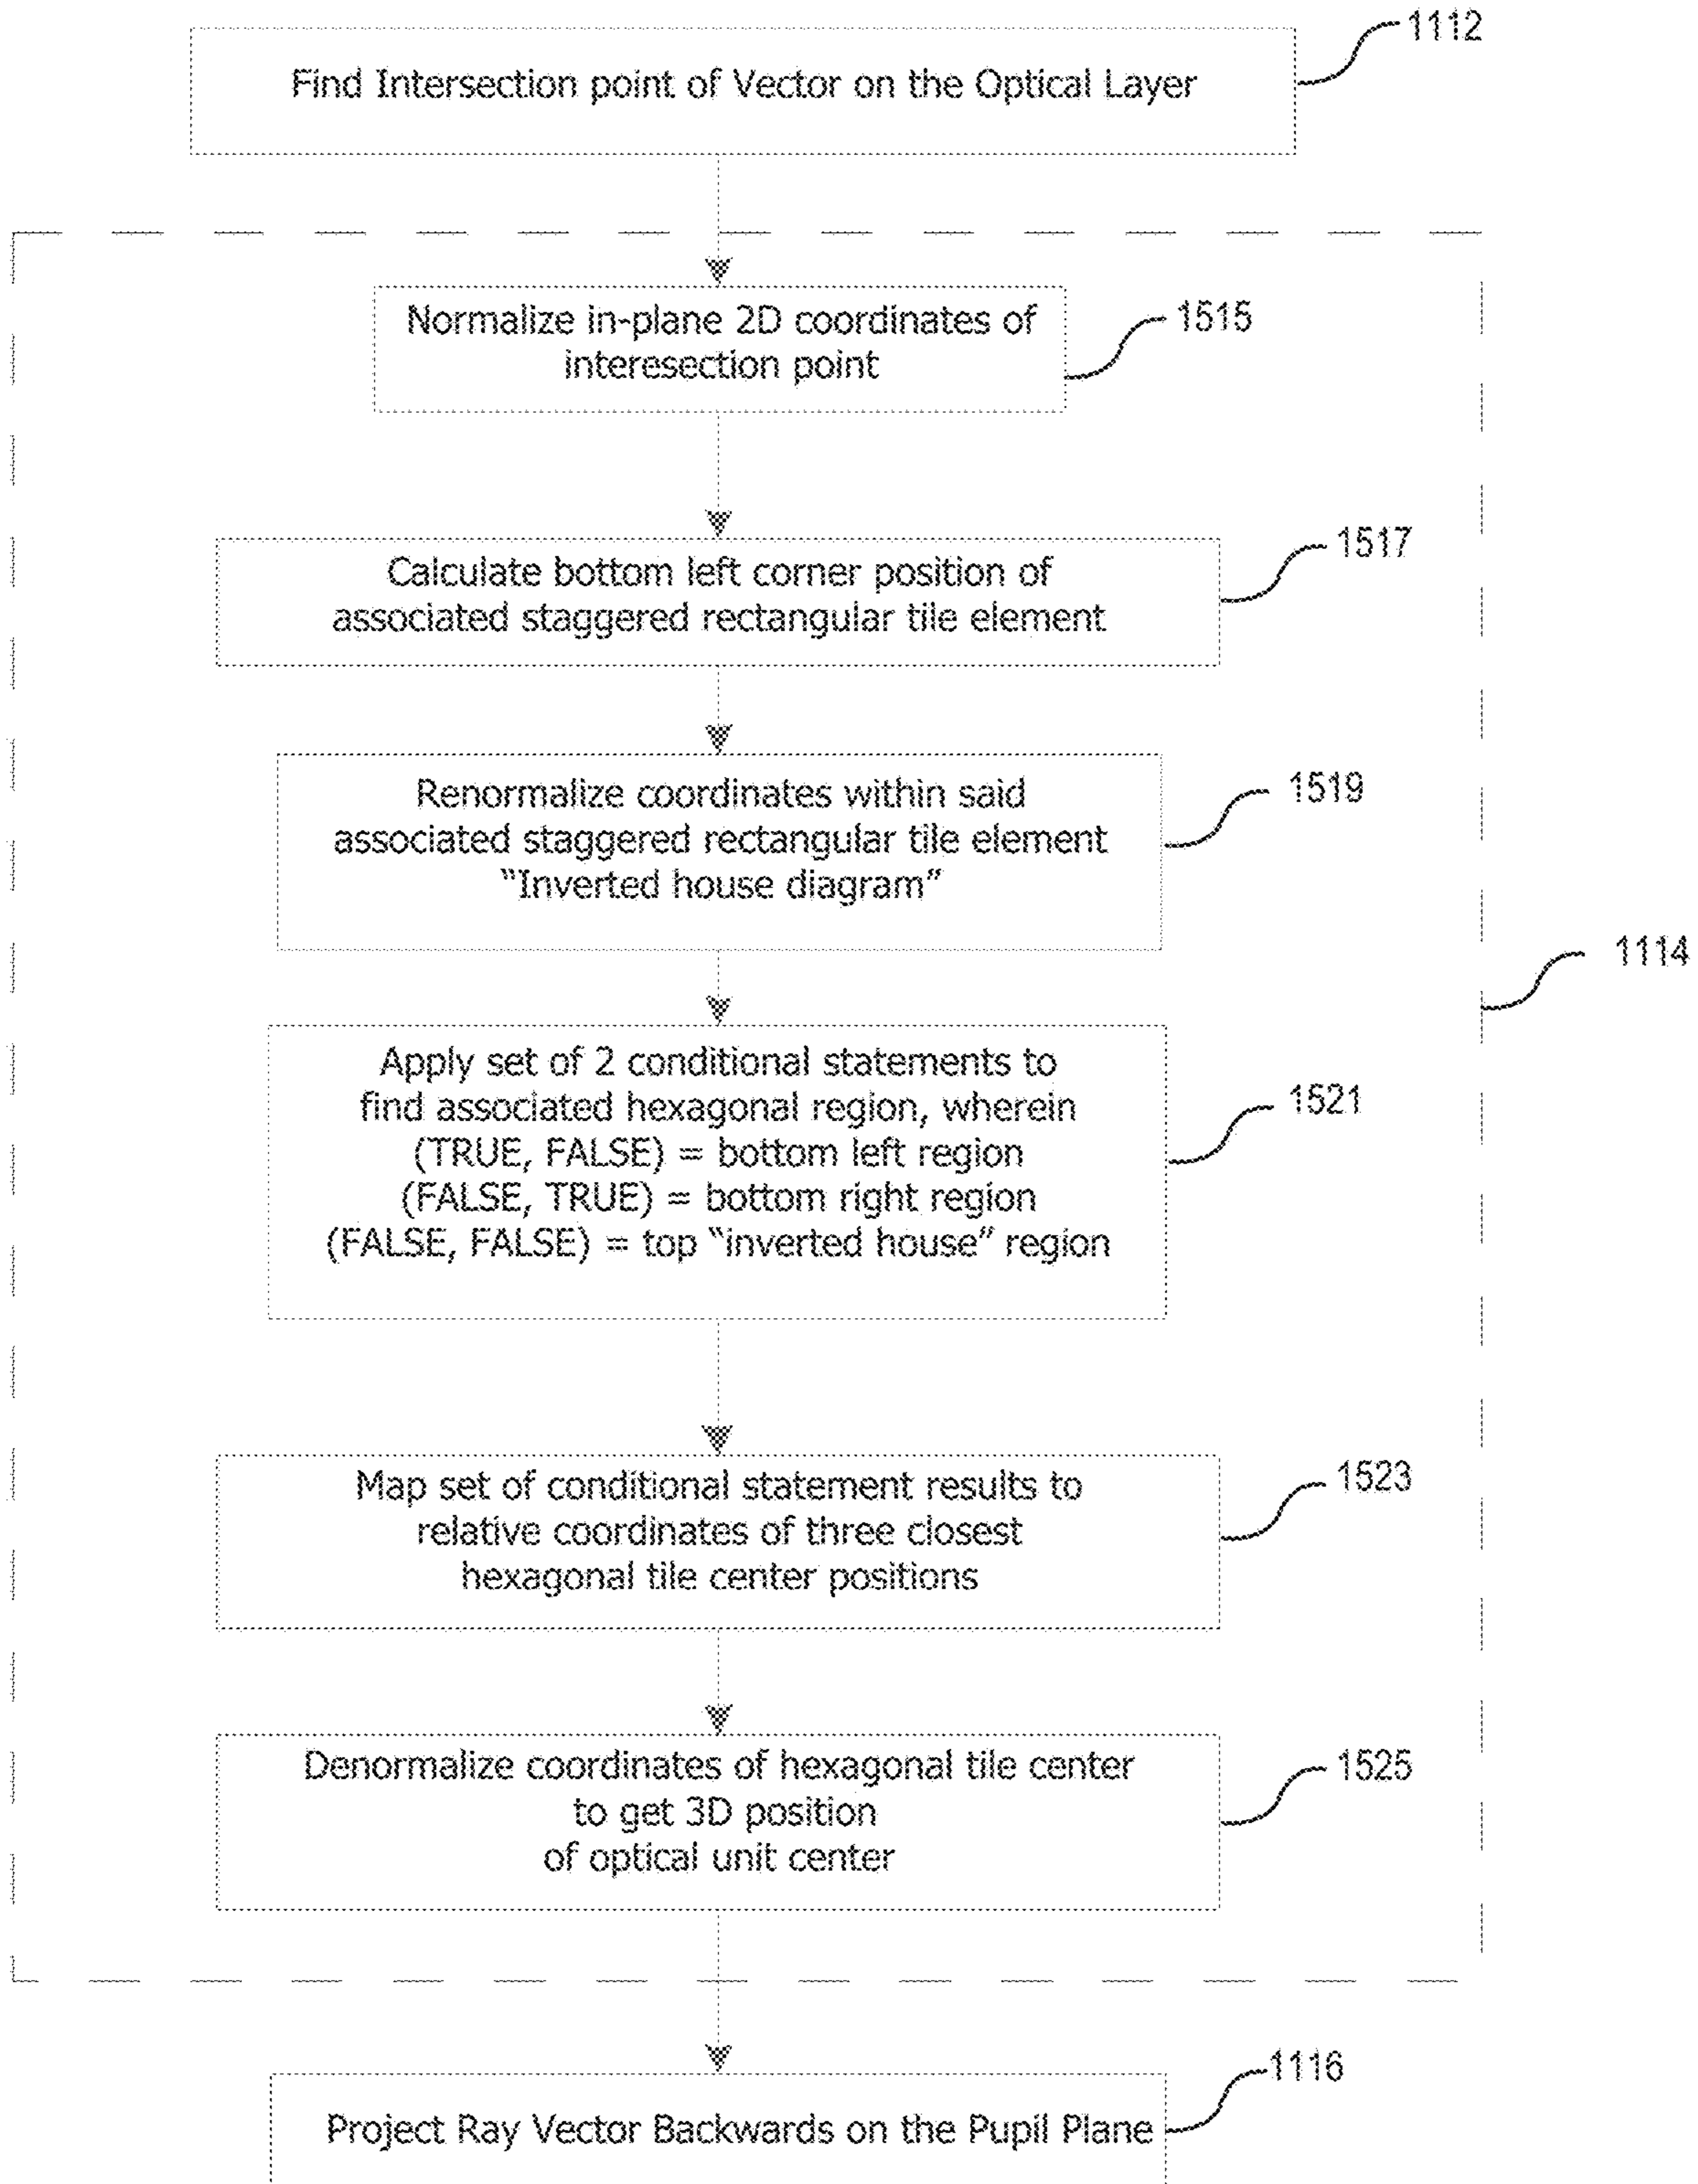 1112
Find Intersection point of Vector on the Optical Layer
Normalize in-plane 2D coordinates of
interesection point
1515
Calculate bottom left corner position of
associated staggered rectangular tile element
1517
Renormalize coordinates within said
associated staggered rectangular tile element
“Inverted house diagram”
1519
1114
Apply set of 2 conditional statements to
find associated hexagonal region, wherein
(TRUE, FALSE) = bottom left region
(FALSE, TRUE) = bottom right region
(FALSE, FALSE) = top “inverted house” region
1521
Map set of conditional statement results to
relative coordinates of three closest
hexagonal tile center positions
1523
Denormalize coordinates of hexagonal tile center
to get 3D position
of optical unit center
1525
1116
Project Ray Vector Backwards on the Pupil Plane